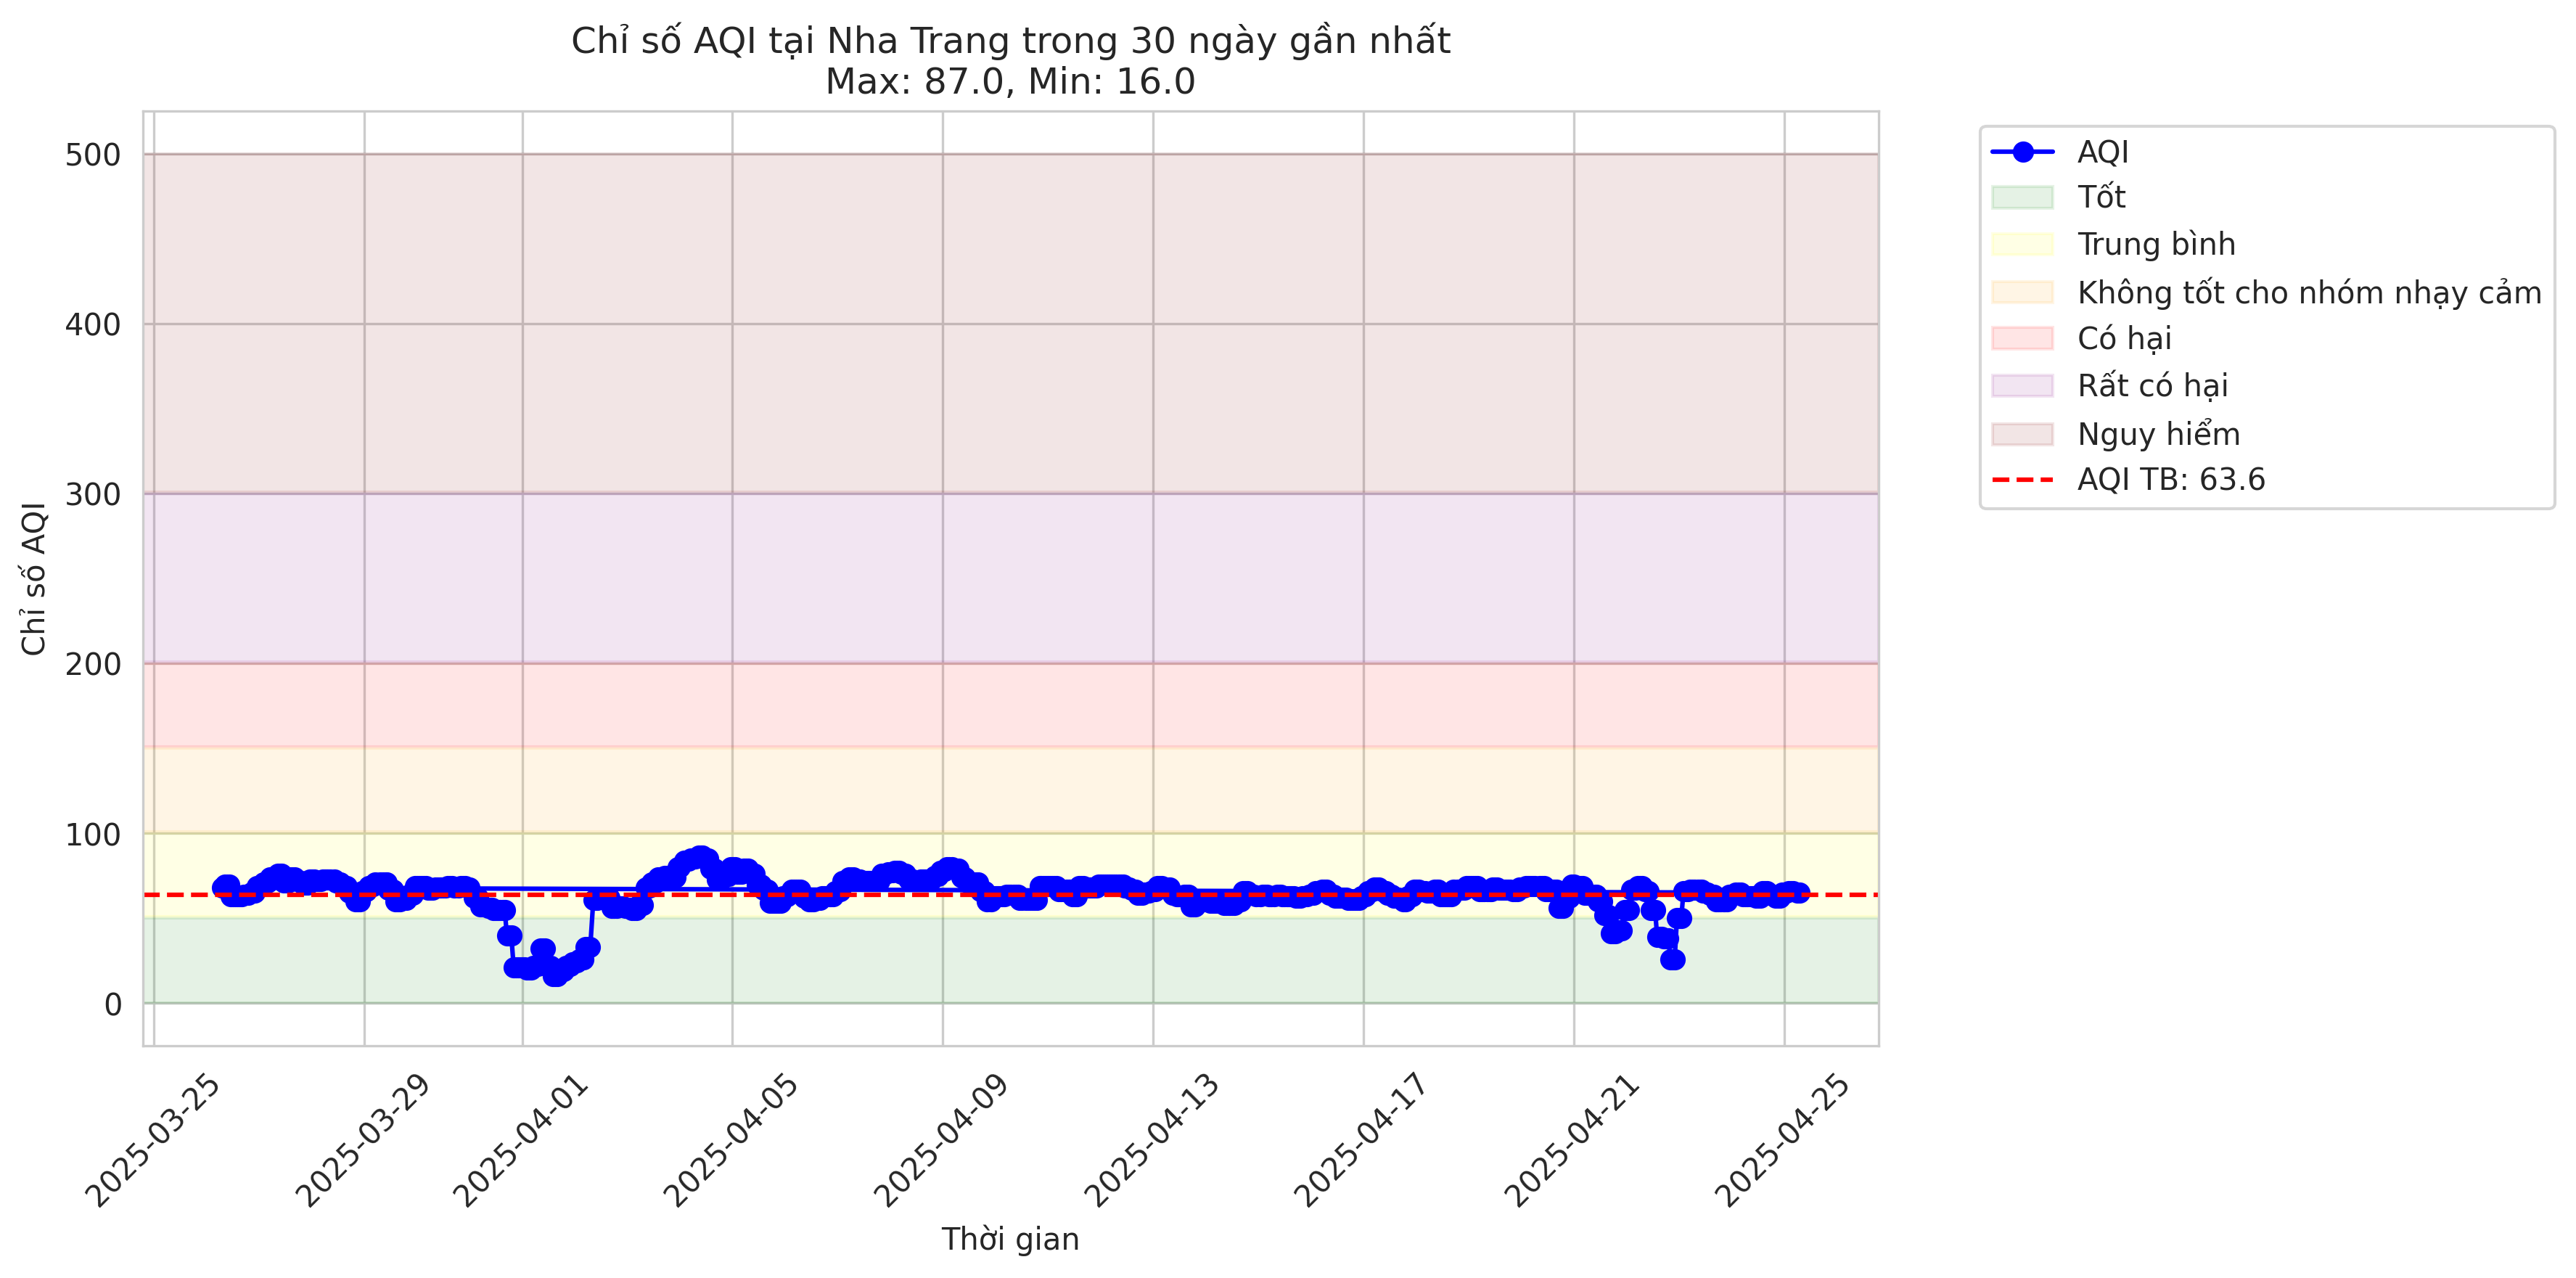 Chỉ số AQI tại Nha Trang trong 30 ngày gần nhất
Max: 87.0, Min: 16.0
Chỉ số AQI
500
400
300
200
100
0
2025-03-25
2025-03-29
2025-04-01
2025-04-05
2025-04-09
2025-04-13
2025-04-17
2025-04-21
2025-04-25
Thời gian
AQI
Tốt
Trung bình
Không tốt cho nhóm nhạy cảm
Có hại
Rất có hại
Nguy hiểm
AQI TB: 63.6